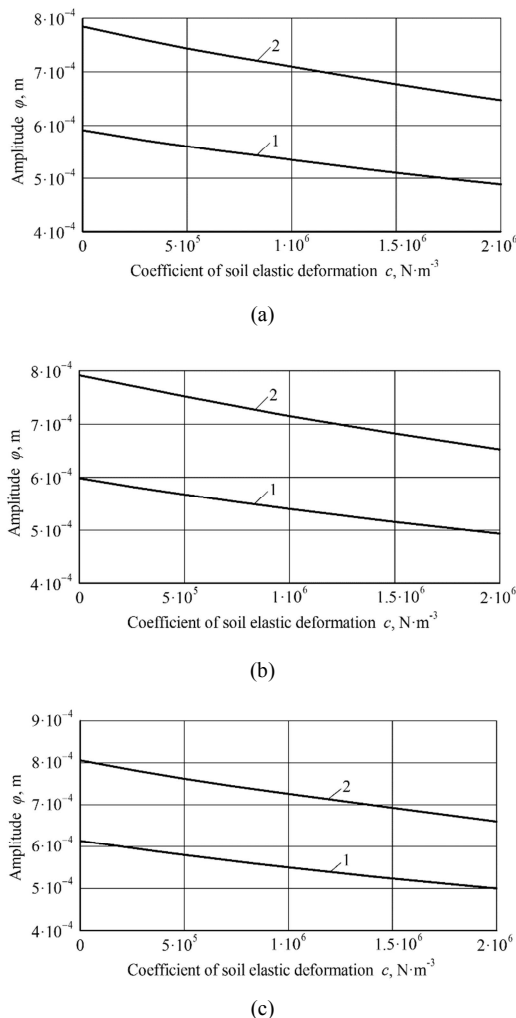 8·10⁻⁴
2
7·10⁻⁴
6·10⁻⁴
1
5·10⁻⁴
4·10⁻⁴
Amplitude φ, m
0 5·10⁵ 1·10⁶ 1.5·10⁶ 2·10⁶
Coefficient of soil elastic deformation c, N·m⁻³
(a)
8·10⁻⁴
2
7·10⁻⁴
6·10⁻⁴
1
5·10⁻⁴
4·10⁻⁴
Amplitude φ, m
0 5·10⁵ 1·10⁶ 1.5·10⁶ 2·10⁶
Coefficient of soil elastic deformation c, N·m⁻³
(b)
9·10⁻⁴
8·10⁻⁴
2
7·10⁻⁴
6·10⁻⁴
1
5·10⁻⁴
4·10⁻⁴
Amplitude φ, m
0 5·10⁵ 1·10⁶ 1.5·10⁶ 2·10⁶
Coefficient of soil elastic deformation c, N·m⁻³
(c)